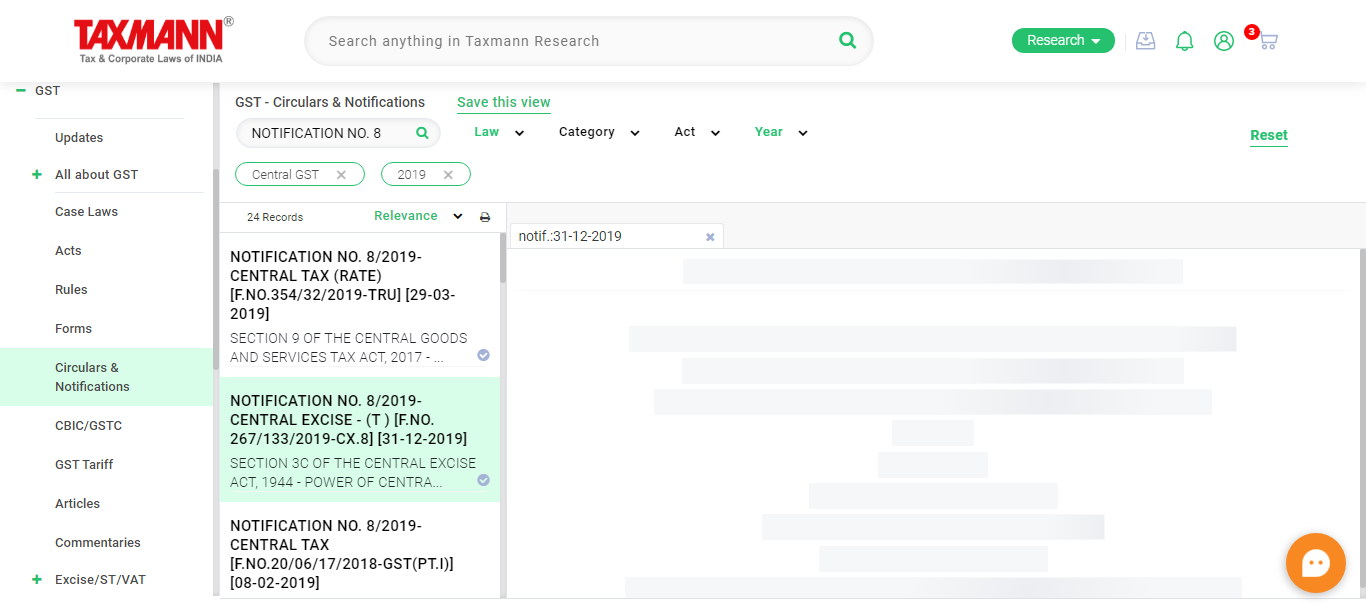 TAXMANN®
Tax & Corporate Laws of INDIA
Search anything in Taxmann Research
Research
3
GST
Updates
All about GST
Case Laws
Acts
Rules
Forms
Circulars &
Notifications
CBIC/GSTC
GST Tariff
Articles
Commentaries
Excise/ST/VAT
GST - Circulars & Notifications
Save this view
NOTIFICATION NO. 8
Law
Category
Act
Year
Reset
Central GST
2019
24 Records
Relevance
NOTIFICATION NO. 8/2019-
CENTRAL TAX (RATE)
[F.NO.354/32/2019-TRU] [29-03-
2019]
SECTION 9 OF THE CENTRAL GOODS
AND SERVICES TAX ACT, 2017 - ...
NOTIFICATION NO. 8/2019-
CENTRAL EXCISE - (T ) [F.NO.
267/133/2019-CX.8] [31-12-2019]
SECTION 3C OF THE CENTRAL EXCISE
ACT, 1944 - POWER OF CENTRA...
NOTIFICATION NO. 8/2019-
CENTRAL TAX
[F.NO.20/06/17/2018-GST(PT.I)]
[08-02-2019]
notif.:31-12-2019